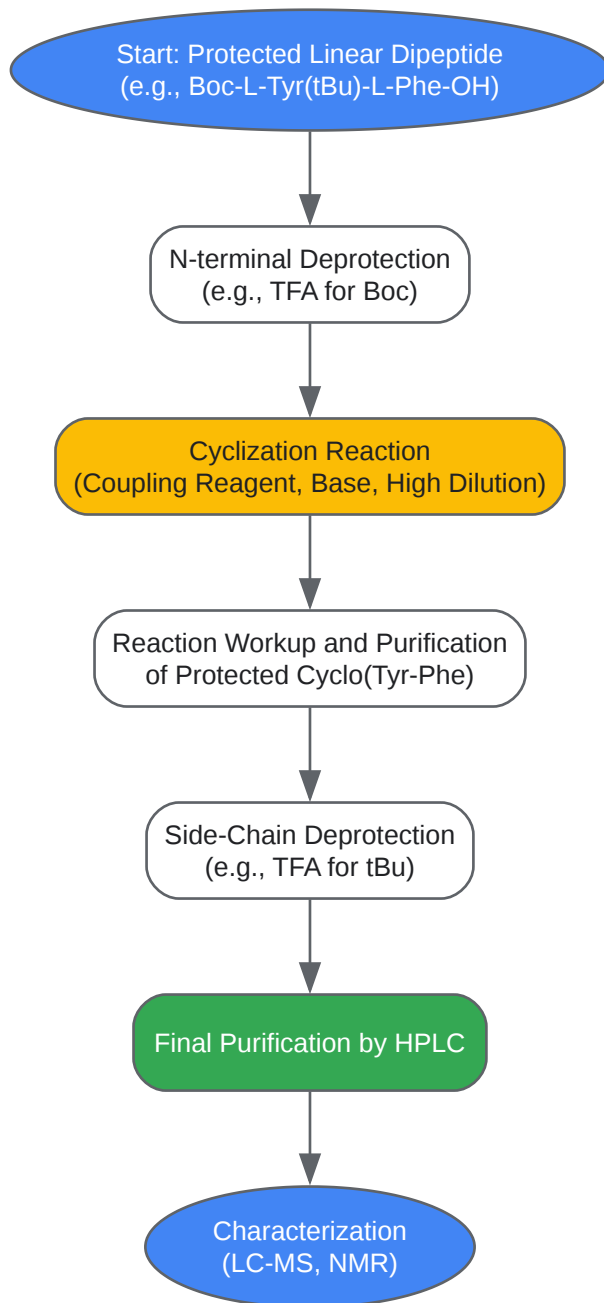 Start: Protected Linear Dipeptide
(e.g., Boc-L-Tyr(tBu)-L-Phe-OH)
N-terminal Deprotection
(e.g., TFA for Boc)
Cyclization Reaction
(Coupling Reagent, Base, High Dilution)
Reaction Workup and Purification
of Protected Cyclo(Tyr-Phe)
Side-Chain Deprotection
(e.g., TFA for tBu)
Final Purification by HPLC
Characterization
(LC-MS, NMR)